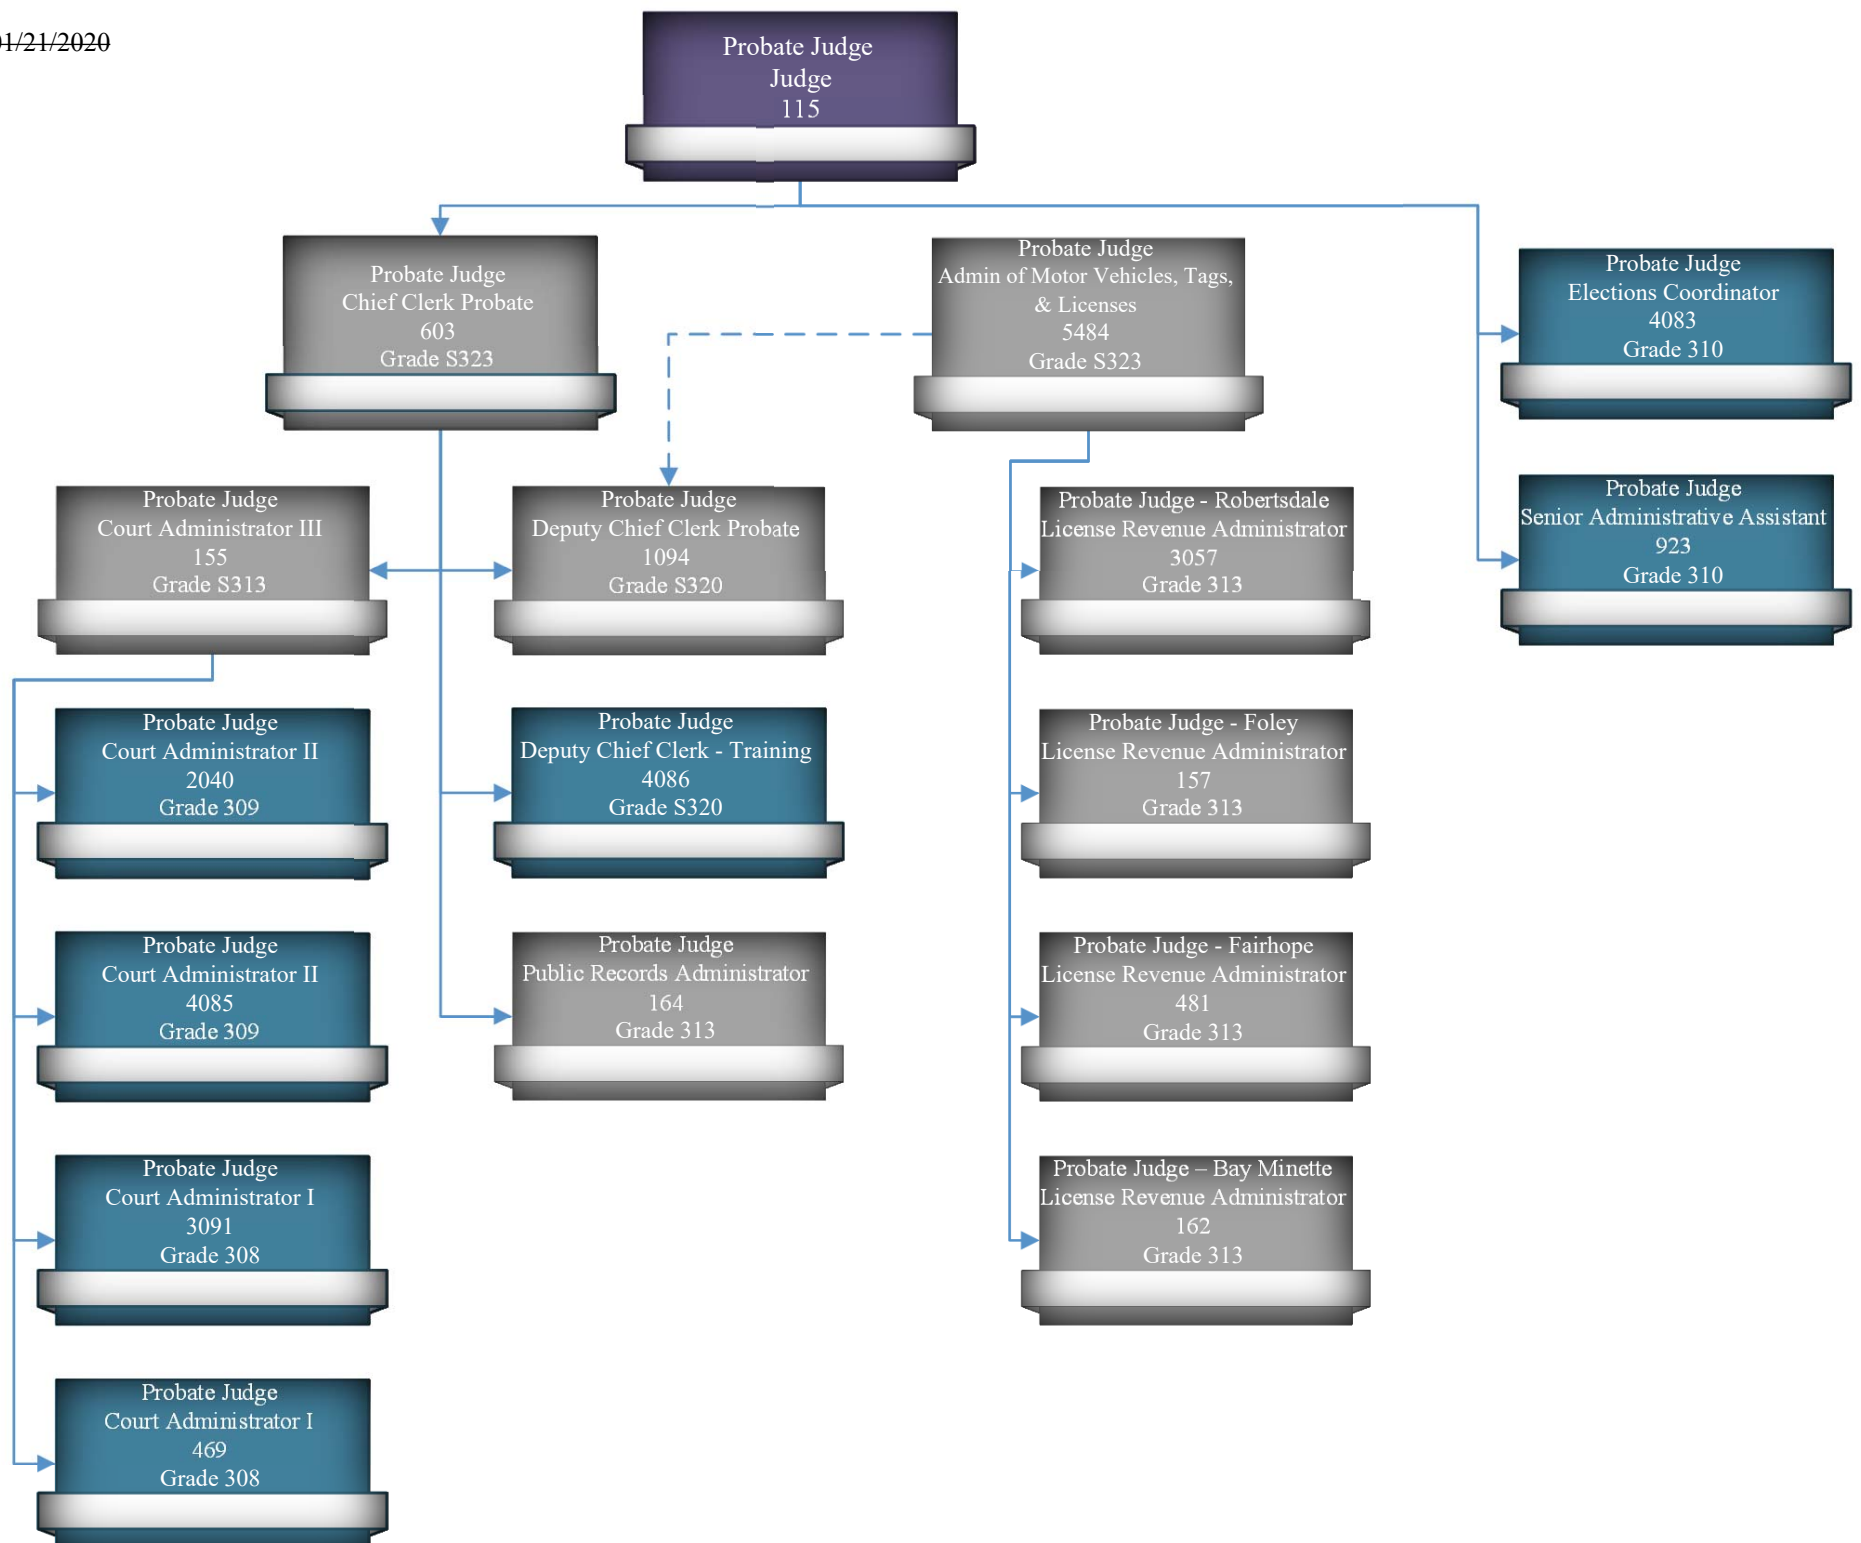 01/21/2020
Probate Judge
Judge
115
Probate Judge
Chief Clerk Probate
603
Grade S323
Probate Judge
Admin of Motor Vehicles, Tags,
& Licenses
5484
Grade S323
Probate Judge
Elections Coordinator
4083
Grade 310
Probate Judge
Court Administrator III
155
Grade S313
Probate Judge
Deputy Chief Clerk Probate
1094
Grade S320
Probate Judge - Robertsdale
License Revenue Administrator
3057
Grade 313
Probate Judge
Senior Administrative Assistant
923
Grade 310
Probate Judge
Court Administrator II
2040
Grade 309
Probate Judge
Deputy Chief Clerk - Training
4086
Grade S320
Probate Judge - Foley
License Revenue Administrator
157
Grade 313
Probate Judge
Court Administrator II
4085
Grade 309
Probate Judge
Public Records Administrator
164
Grade 313
Probate Judge - Fairhope
License Revenue Administrator
481
Grade 313
Probate Judge
Court Administrator I
3091
Grade 308
Probate Judge – Bay Minette
License Revenue Administrator
162
Grade 313
Probate Judge
Court Administrator I
469
Grade 308